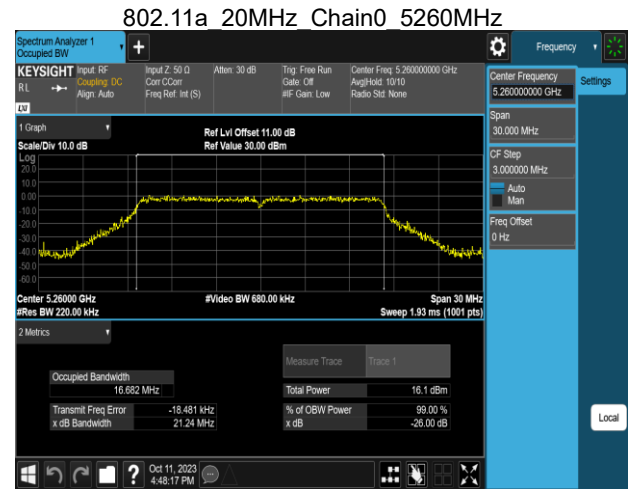 802.11a_20MHz_Chain0_5260MHz
Spectrum Analyzer 1
Occupied BW
Frequency
KEYSIGHT
RL
LXI
Input: RF
Coupling: DC
Align: Auto
Input Z: 50 Ω
Corr CCorr
Freq Ref: Int (S)
Atten: 30 dB
Trig: Free Run
Gate: Off
#IF Gain: Low
Center Freq: 5.260000000 GHz
Avg|Hold: 10/10
Radio Std: None
Center Frequency
5.260000000 GHz
Settings
Span
30.000 MHz
CF Step
3.000000 MHz
Auto
Man
Freq Offset
0 Hz
1 Graph
Ref Lvl Offset 11.00 dB
Scale/Div 10.0 dB
Ref Value 30.00 dBm
Log
20.0
10.0
0.00
-10.0
-20.0
-30.0
-40.0
-50.0
-60.0
Center 5.26000 GHz
#Video BW 680.00 kHz
Span 30 MHz
#Res BW 220.00 kHz
Sweep 1.93 ms (1001 pts)
2 Metrics
Measure Trace
Trace 1
Occupied Bandwidth
16.682 MHz
Total Power
16.1 dBm
Transmit Freq Error
-18.481 kHz
% of OBW Power
99.00 %
x dB Bandwidth
21.24 MHz
x dB
-26.00 dB
Local
?
Oct 11, 2023
4:48:17 PM